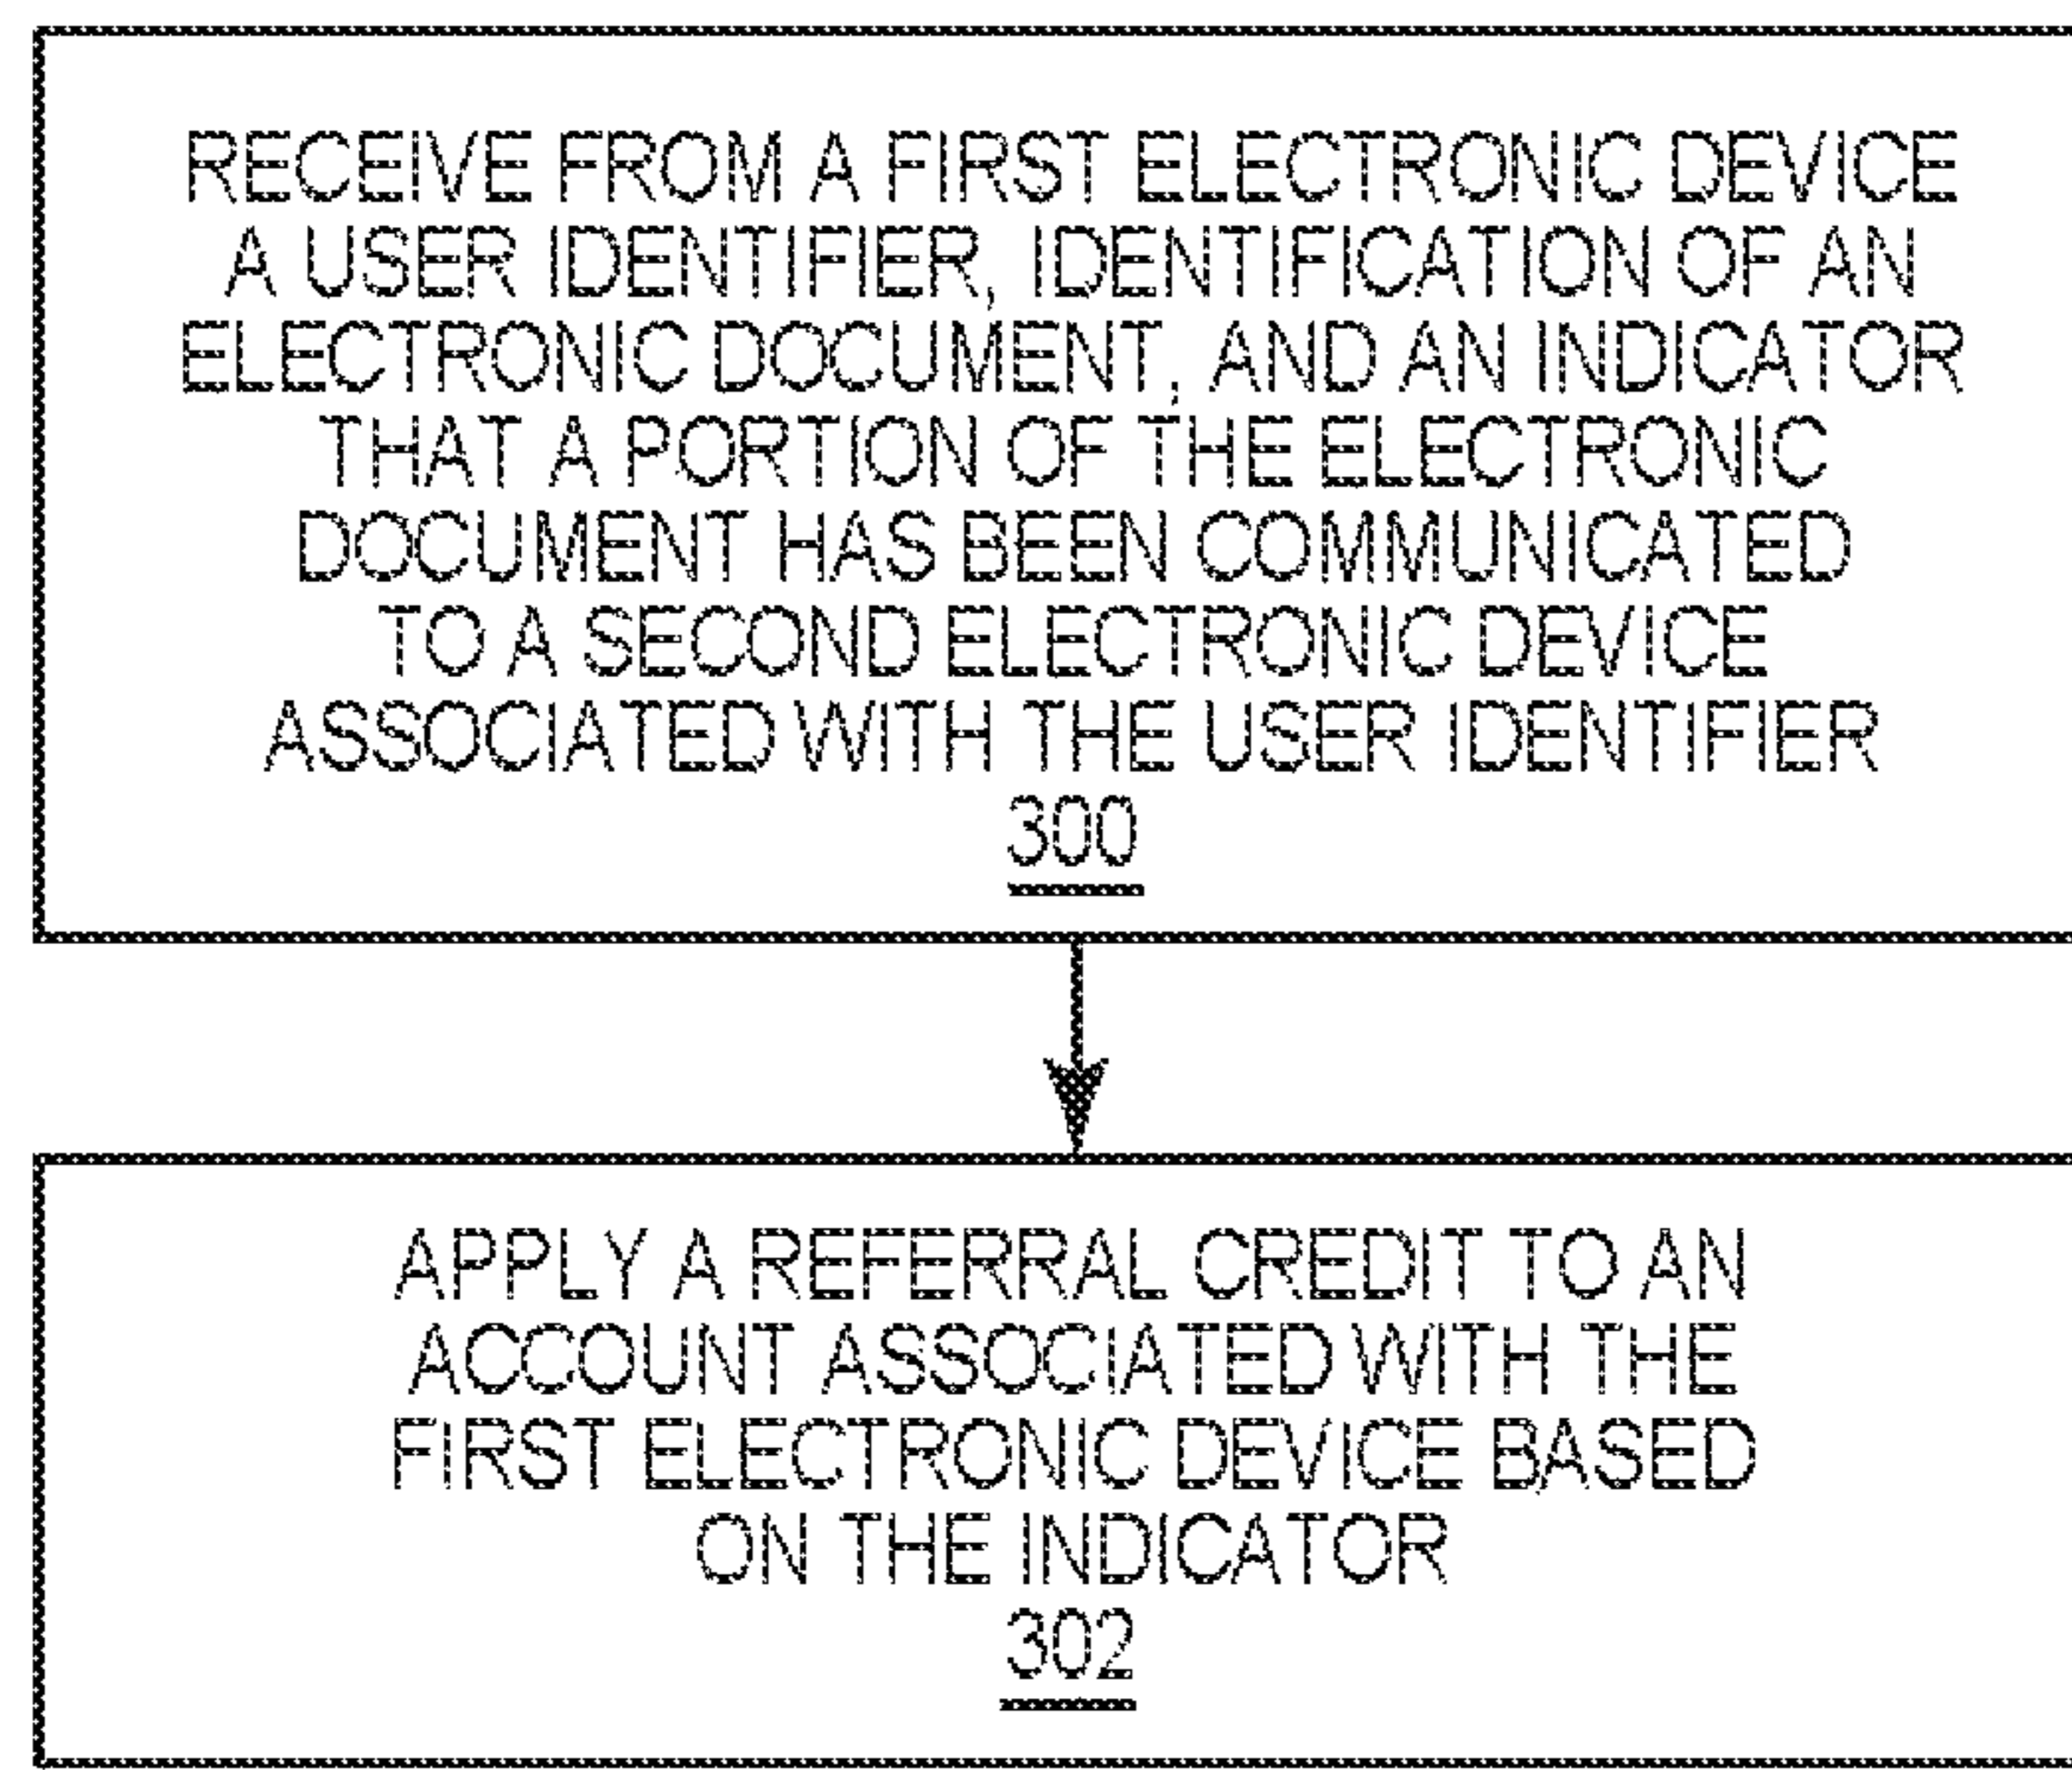 RECEIVE FROM A FIRST ELECTRONIC DEVICE
A USER IDENTIFIER, IDENTIFICATION OF AN
ELECTRONIC DOCUMENT, AND AN INDICATOR
THAT A PORTION OF THE ELECTRONIC
DOCUMENT HAS BEEN COMMUNICATED
TO A SECOND ELECTRONIC DEVICE
ASSOCIATED WITH THE USER IDENTIFIER
300
APPLY A REFERRAL CREDIT TO AN
ACCOUNT ASSOCIATED WITH THE
FIRST ELECTRONIC DEVICE BASED
ON THE INDICATOR
302